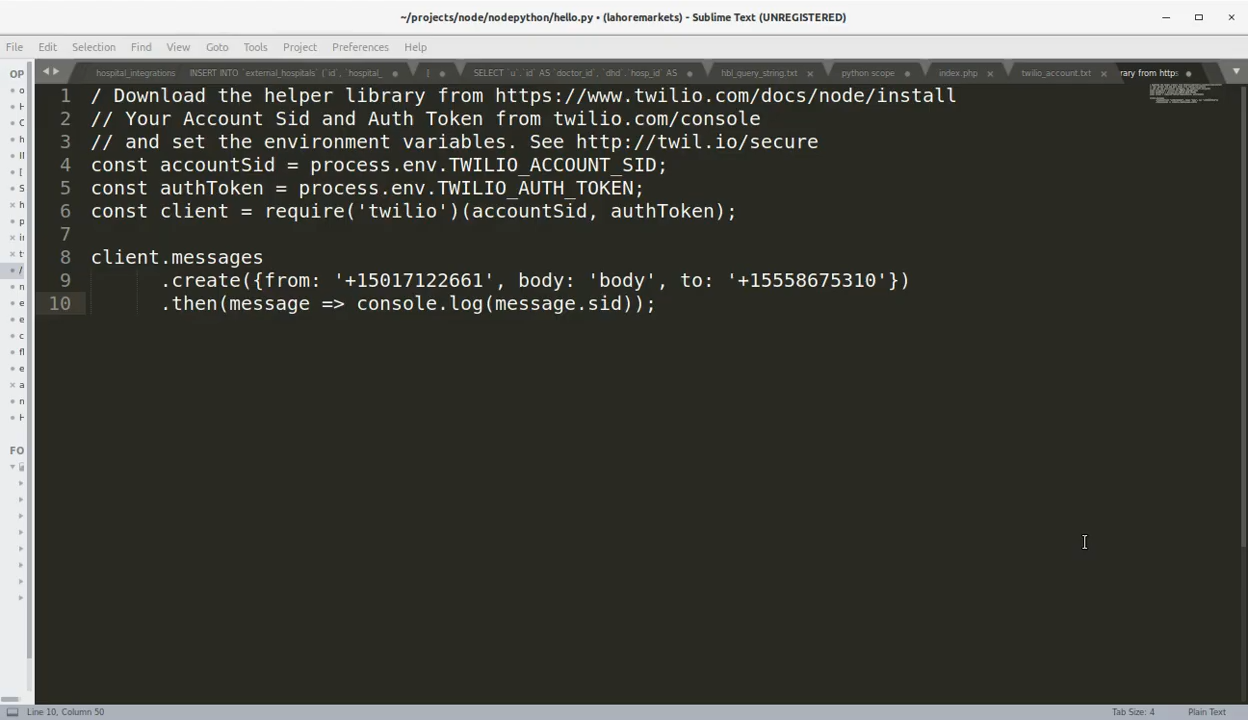 ~/projects/node/nodepython/hello.py • (lahoremarkets) - Sublime Text (UNREGISTERED)
File Edit Selection Find View Goto Tools Project Preferences Help
hospital_integrations INSERT INTO `external_hospitals` (`id`, `hospital_ SELECT `u`.`id` AS `doctor_id`, `dhd`.`hosp_id` AS hbl_query_string.txt python scope index.php twilio_account.txt rary from https
OP
FO
1 / Download the helper library from https://www.twilio.com/docs/node/install
2 // Your Account Sid and Auth Token from twilio.com/console
3 // and set the environment variables. See http://twil.io/secure
4 const accountSid = process.env.TWILIO_ACCOUNT_SID;
5 const authToken = process.env.TWILIO_AUTH_TOKEN;
6 const client = require('twilio')(accountSid, authToken);
7
8 client.messages
9 .create({from: '+15017122661', body: 'body', to: '+15558675310'})
10 .then(message => console.log(message.sid));
Line 10, Column 50 Tab Size: 4 Plain Text